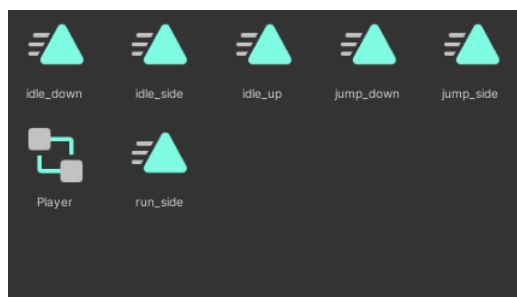 idle_down
idle_side
idle_up
jump_down
jump_side
Player
run_side